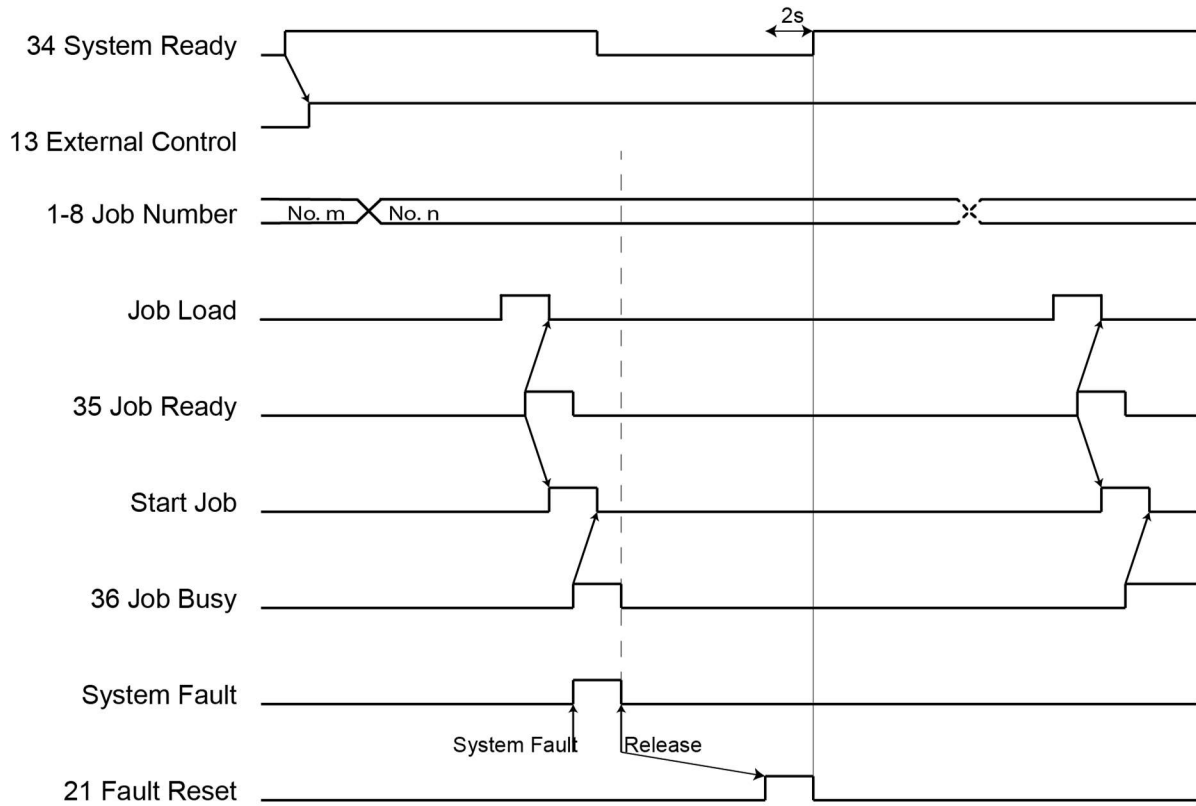 2s
34 System Ready
13 External Control
1-8 Job Number
No. m
No. n
Job Load
35 Job Ready
Start Job
36 Job Busy
System Fault
System Fault
Release
21 Fault Reset